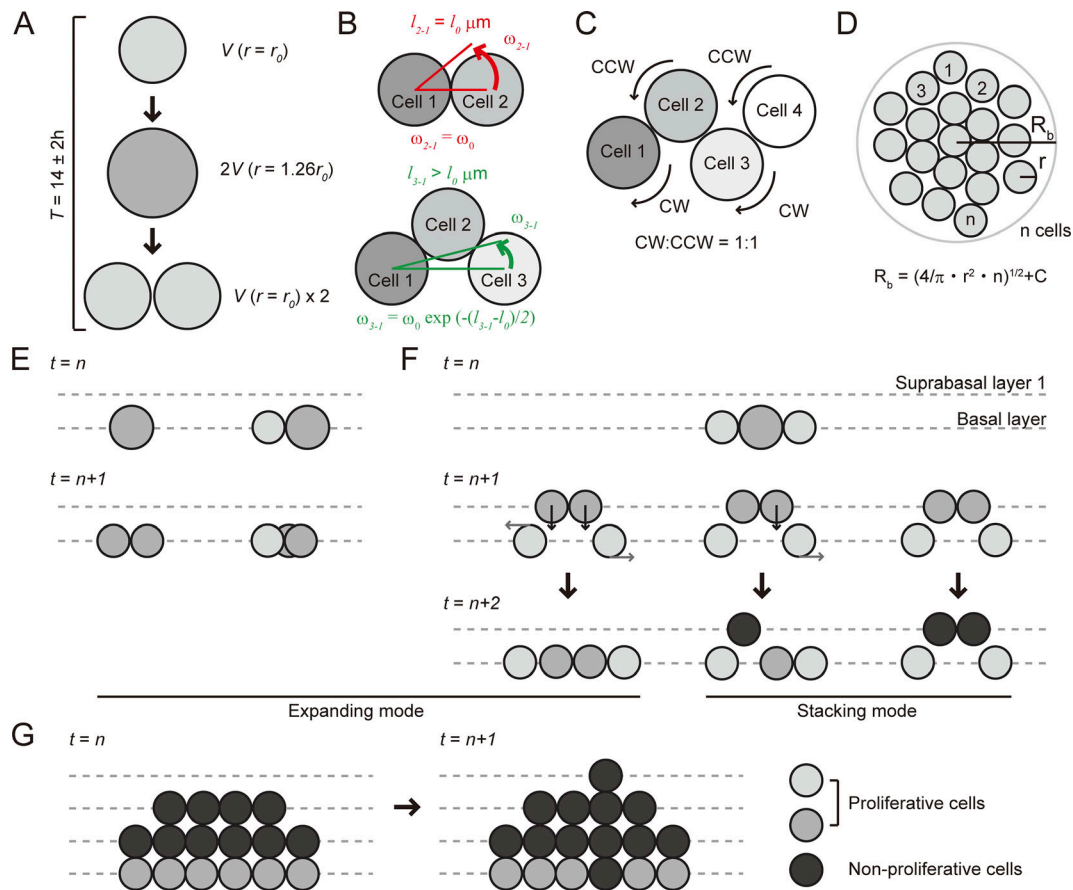 A
T = 14 ± 2h
V (r = r₀)
2V (r = 1.26r₀)
V (r = r₀) x 2
B
l₂₋₁ = l₀ μm
ω₂₋₁
Cell 1
Cell 2
ω₂₋₁ = ω₀
l₃₋₁ > l₀ μm
ω₃₋₁
Cell 2
Cell 1
Cell 3
ω₃₋₁ = ω₀ exp (-(l₃₋₁-l₀)/2)
C
CCW
CCW
Cell 2
Cell 4
Cell 1
Cell 3
CW
CW
CW:CCW = 1:1
D
1
3
2
R_b
r
n
n cells
R_b = (4/π・r²・n)^1/2+C
E
t = n
t = n+1
F
t = n
Suprabasal layer 1
Basal layer
t = n+1
t = n+2
Expanding mode
Stacking mode
G
t = n
t = n+1
Proliferative cells
Non-proliferative cells